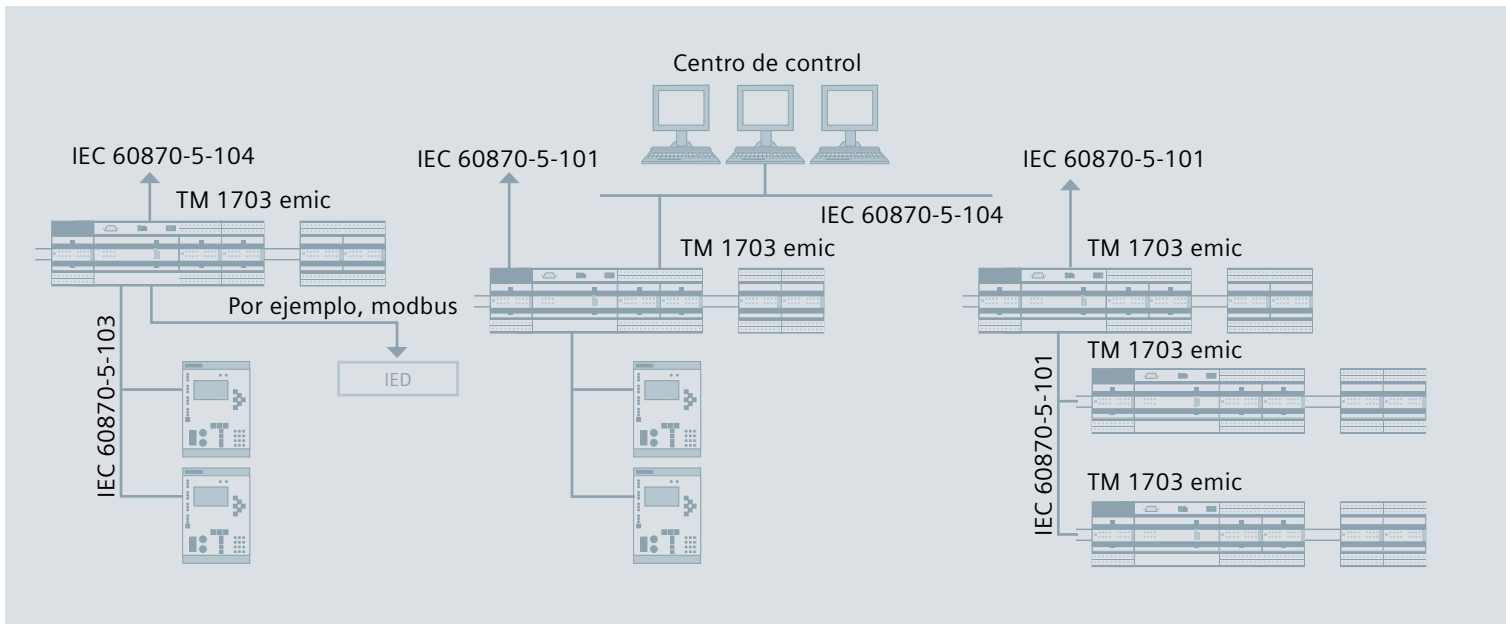 Centro de control
IEC 60870-5-104
IEC 60870-5-101
IEC 60870-5-101
TM 1703 emic
IEC 60870-5-104
TM 1703 emic
TM 1703 emic
Por ejemplo, modbus
IED
IEC 60870-5-103
TM 1703 emic
IEC 60870-5-101
TM 1703 emic